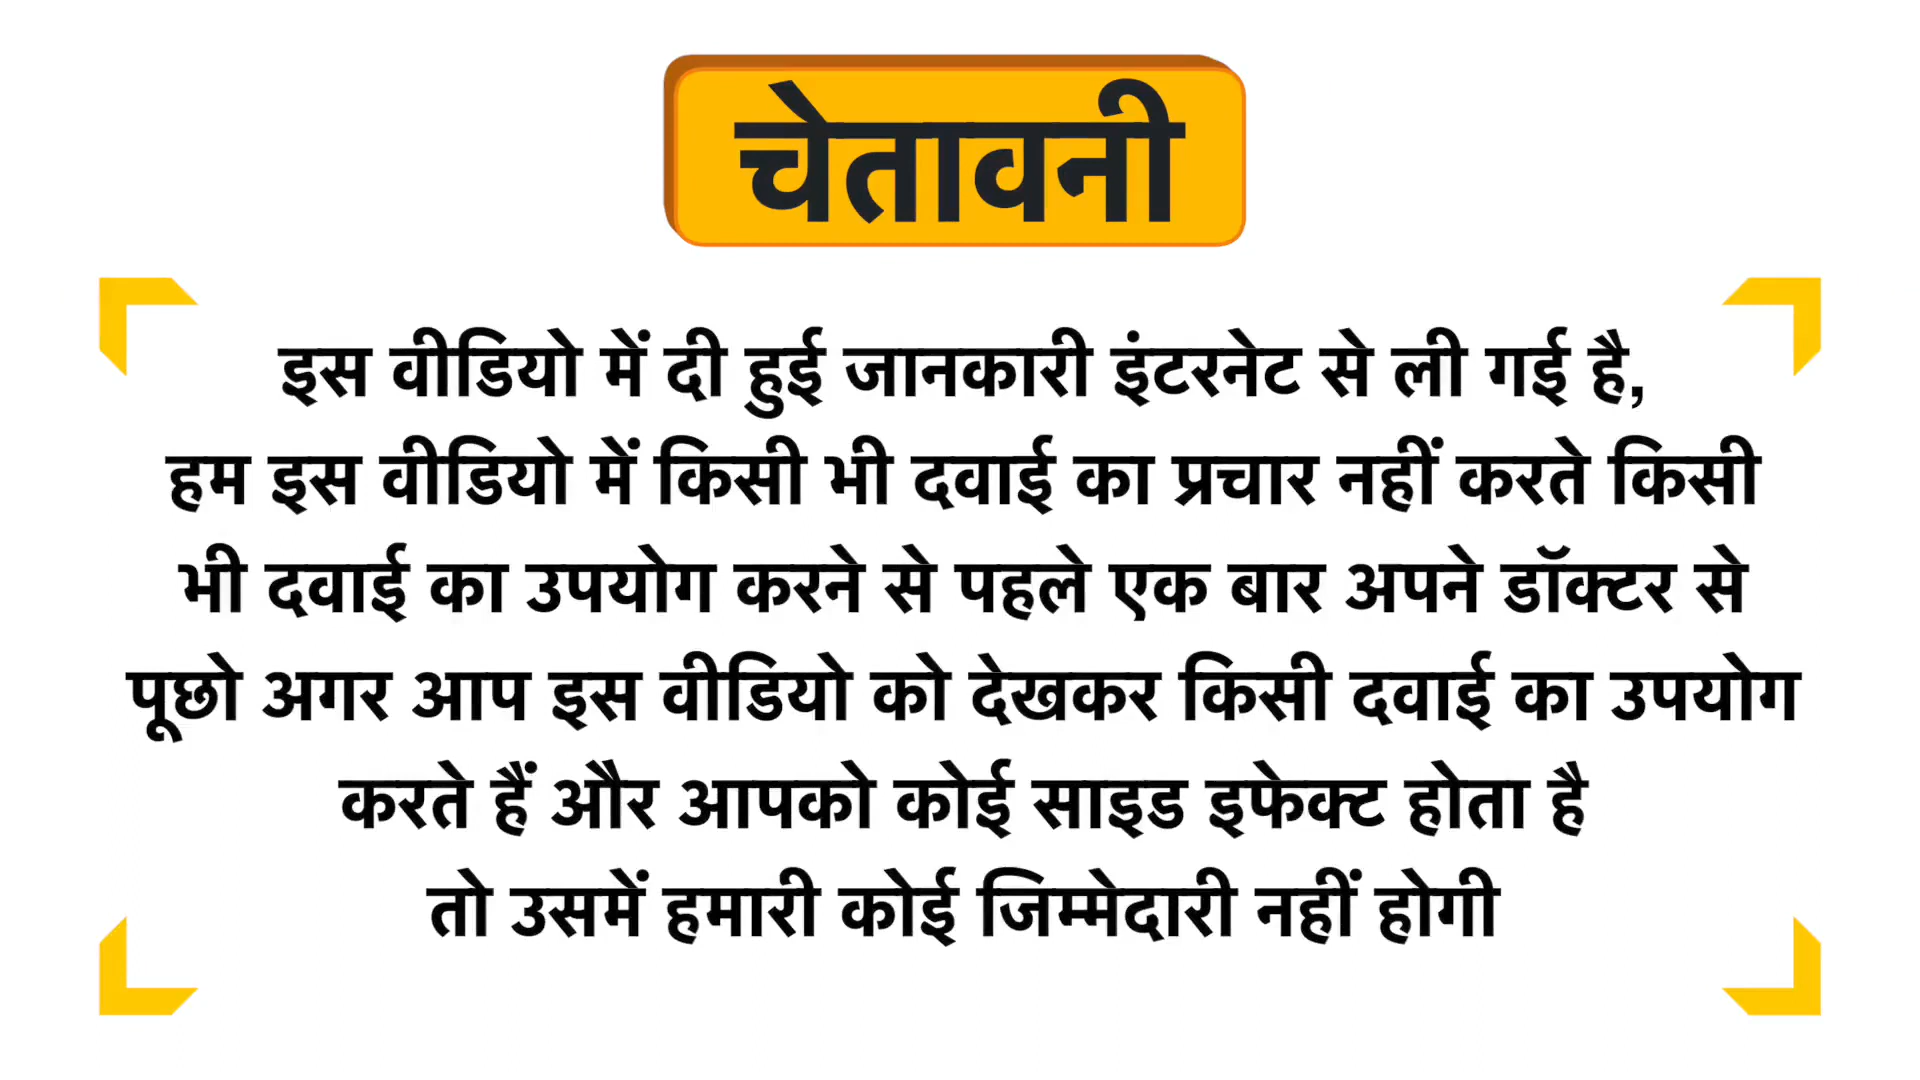 चेतावनी
इस वीडियो में दी हुई जानकारी इंटरनेट से ली गई है,
हम इस वीडियो में किसी भी दवाई का प्रचार नहीं करते किसी
भी दवाई का उपयोग करने से पहले एक बार अपने डॉक्टर से
पूछो अगर आप इस वीडियो को देखकर किसी दवाई का उपयोग
करते हैं और आपको कोई साइड इफेक्ट होता है
तो उसमें हमारी कोई जिम्मेदारी नहीं होगी